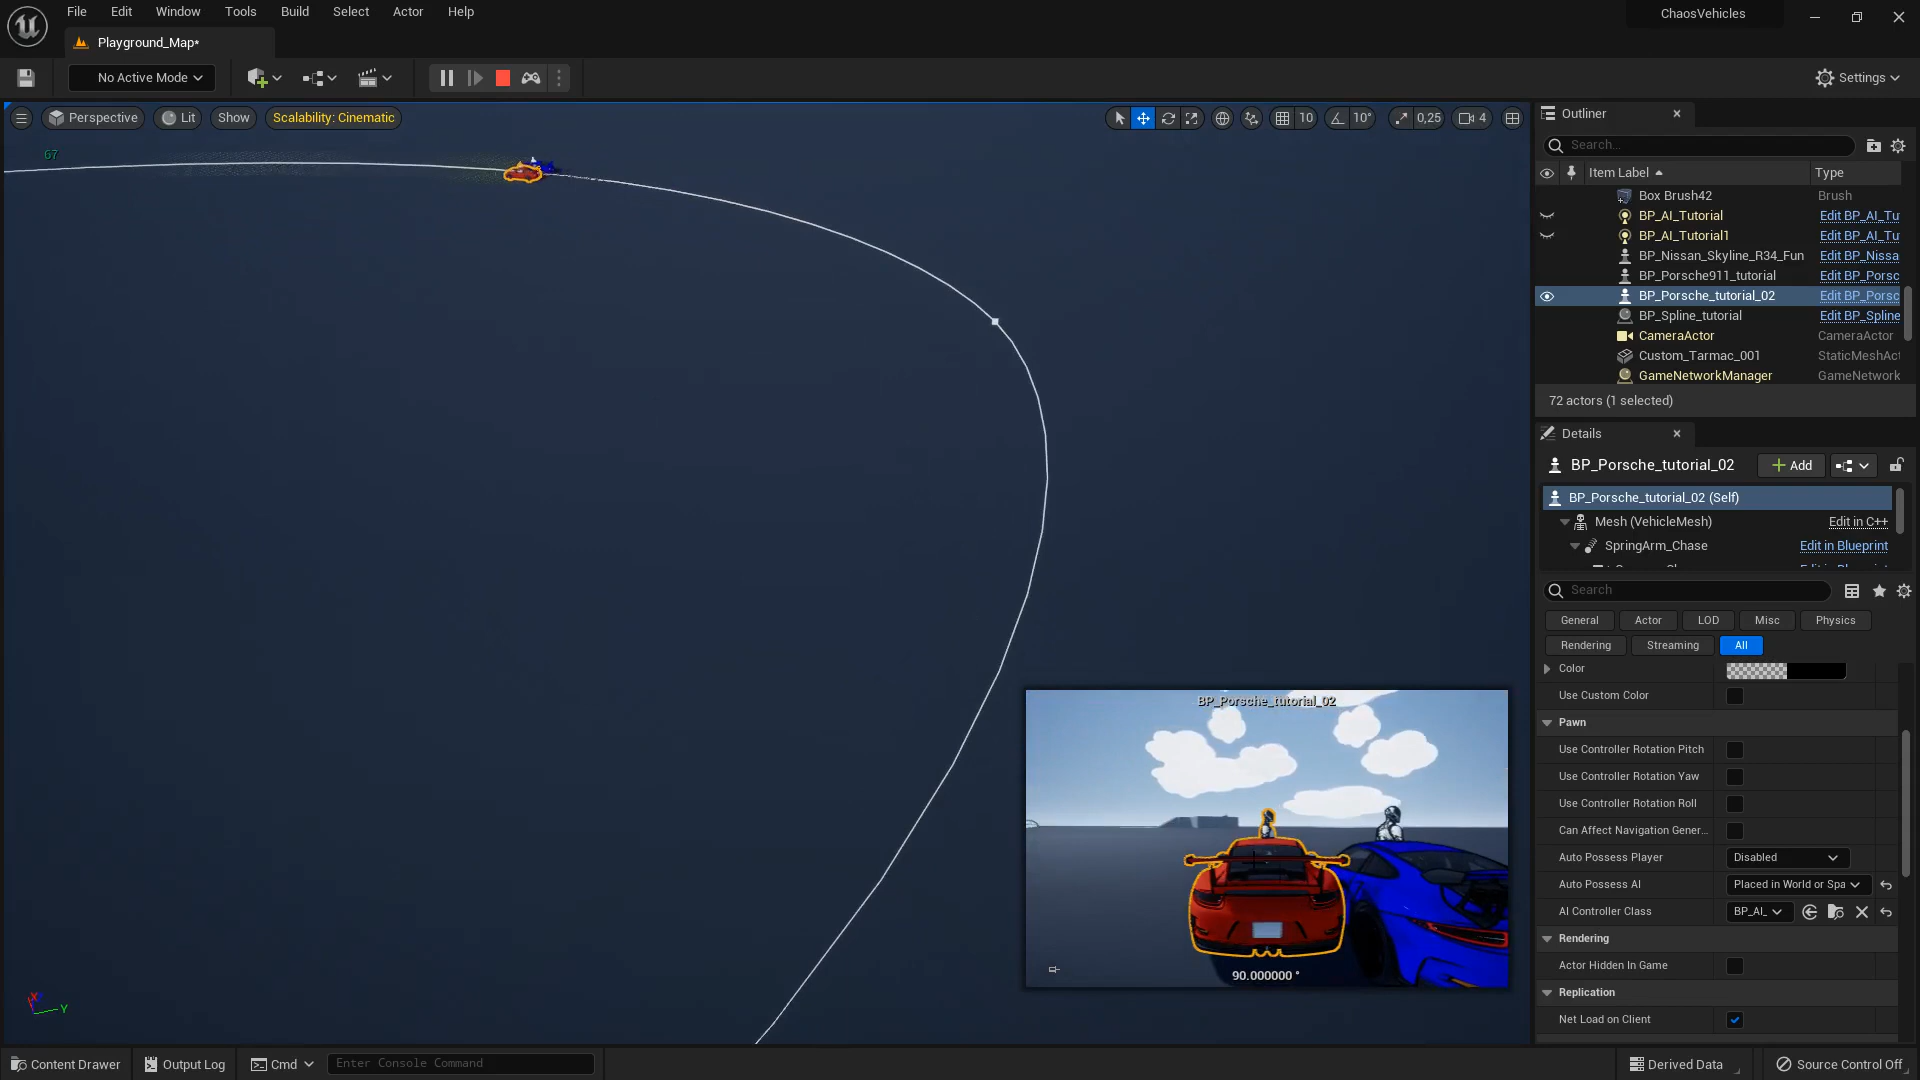 File Edit Window Tools Build Select Actor Help
ChaosVehicles
Playground_Map*
No Active Mode
Settings
Perspective Lit Show Scalability: Cinematic
10 10° 0,25 4
67
Outliner
Search...
Item Label Type
Box Brush42 Brush
BP_AI_Tutorial Edit BP_AI_Tu
BP_AI_Tutorial1 Edit BP_AI_Tu
BP_Nissan_Skyline_R34_Fun Edit BP_Nissa
BP_Porsche911_tutorial Edit BP_Porsc
BP_Porsche_tutorial_02 Edit BP_Porsc
BP_Spline_tutorial Edit BP_Spline
CameraActor CameraActor
Custom_Tarmac_001 StaticMeshAct
GameNetworkManager GameNetwork
72 actors (1 selected)
Details
BP_Porsche_tutorial_02 Add
BP_Porsche_tutorial_02 (Self)
Mesh (VehicleMesh) Edit in C++
SpringArm_Chase Edit in Blueprint
Search
General Actor LOD Misc Physics
Rendering Streaming All
Color
Use Custom Color
Pawn
Use Controller Rotation Pitch
Use Controller Rotation Yaw
Use Controller Rotation Roll
Can Affect Navigation Gener...
Auto Possess Player Disabled
Auto Possess AI Placed in World or Spa
AI Controller Class BP_AI_
Rendering
Actor Hidden In Game
Replication
Net Load on Client
BP_Porsche_tutorial_02
90.000000 °
X
Y
Content Drawer Output Log Cmd Enter Console Command
Derived Data Source Control Off